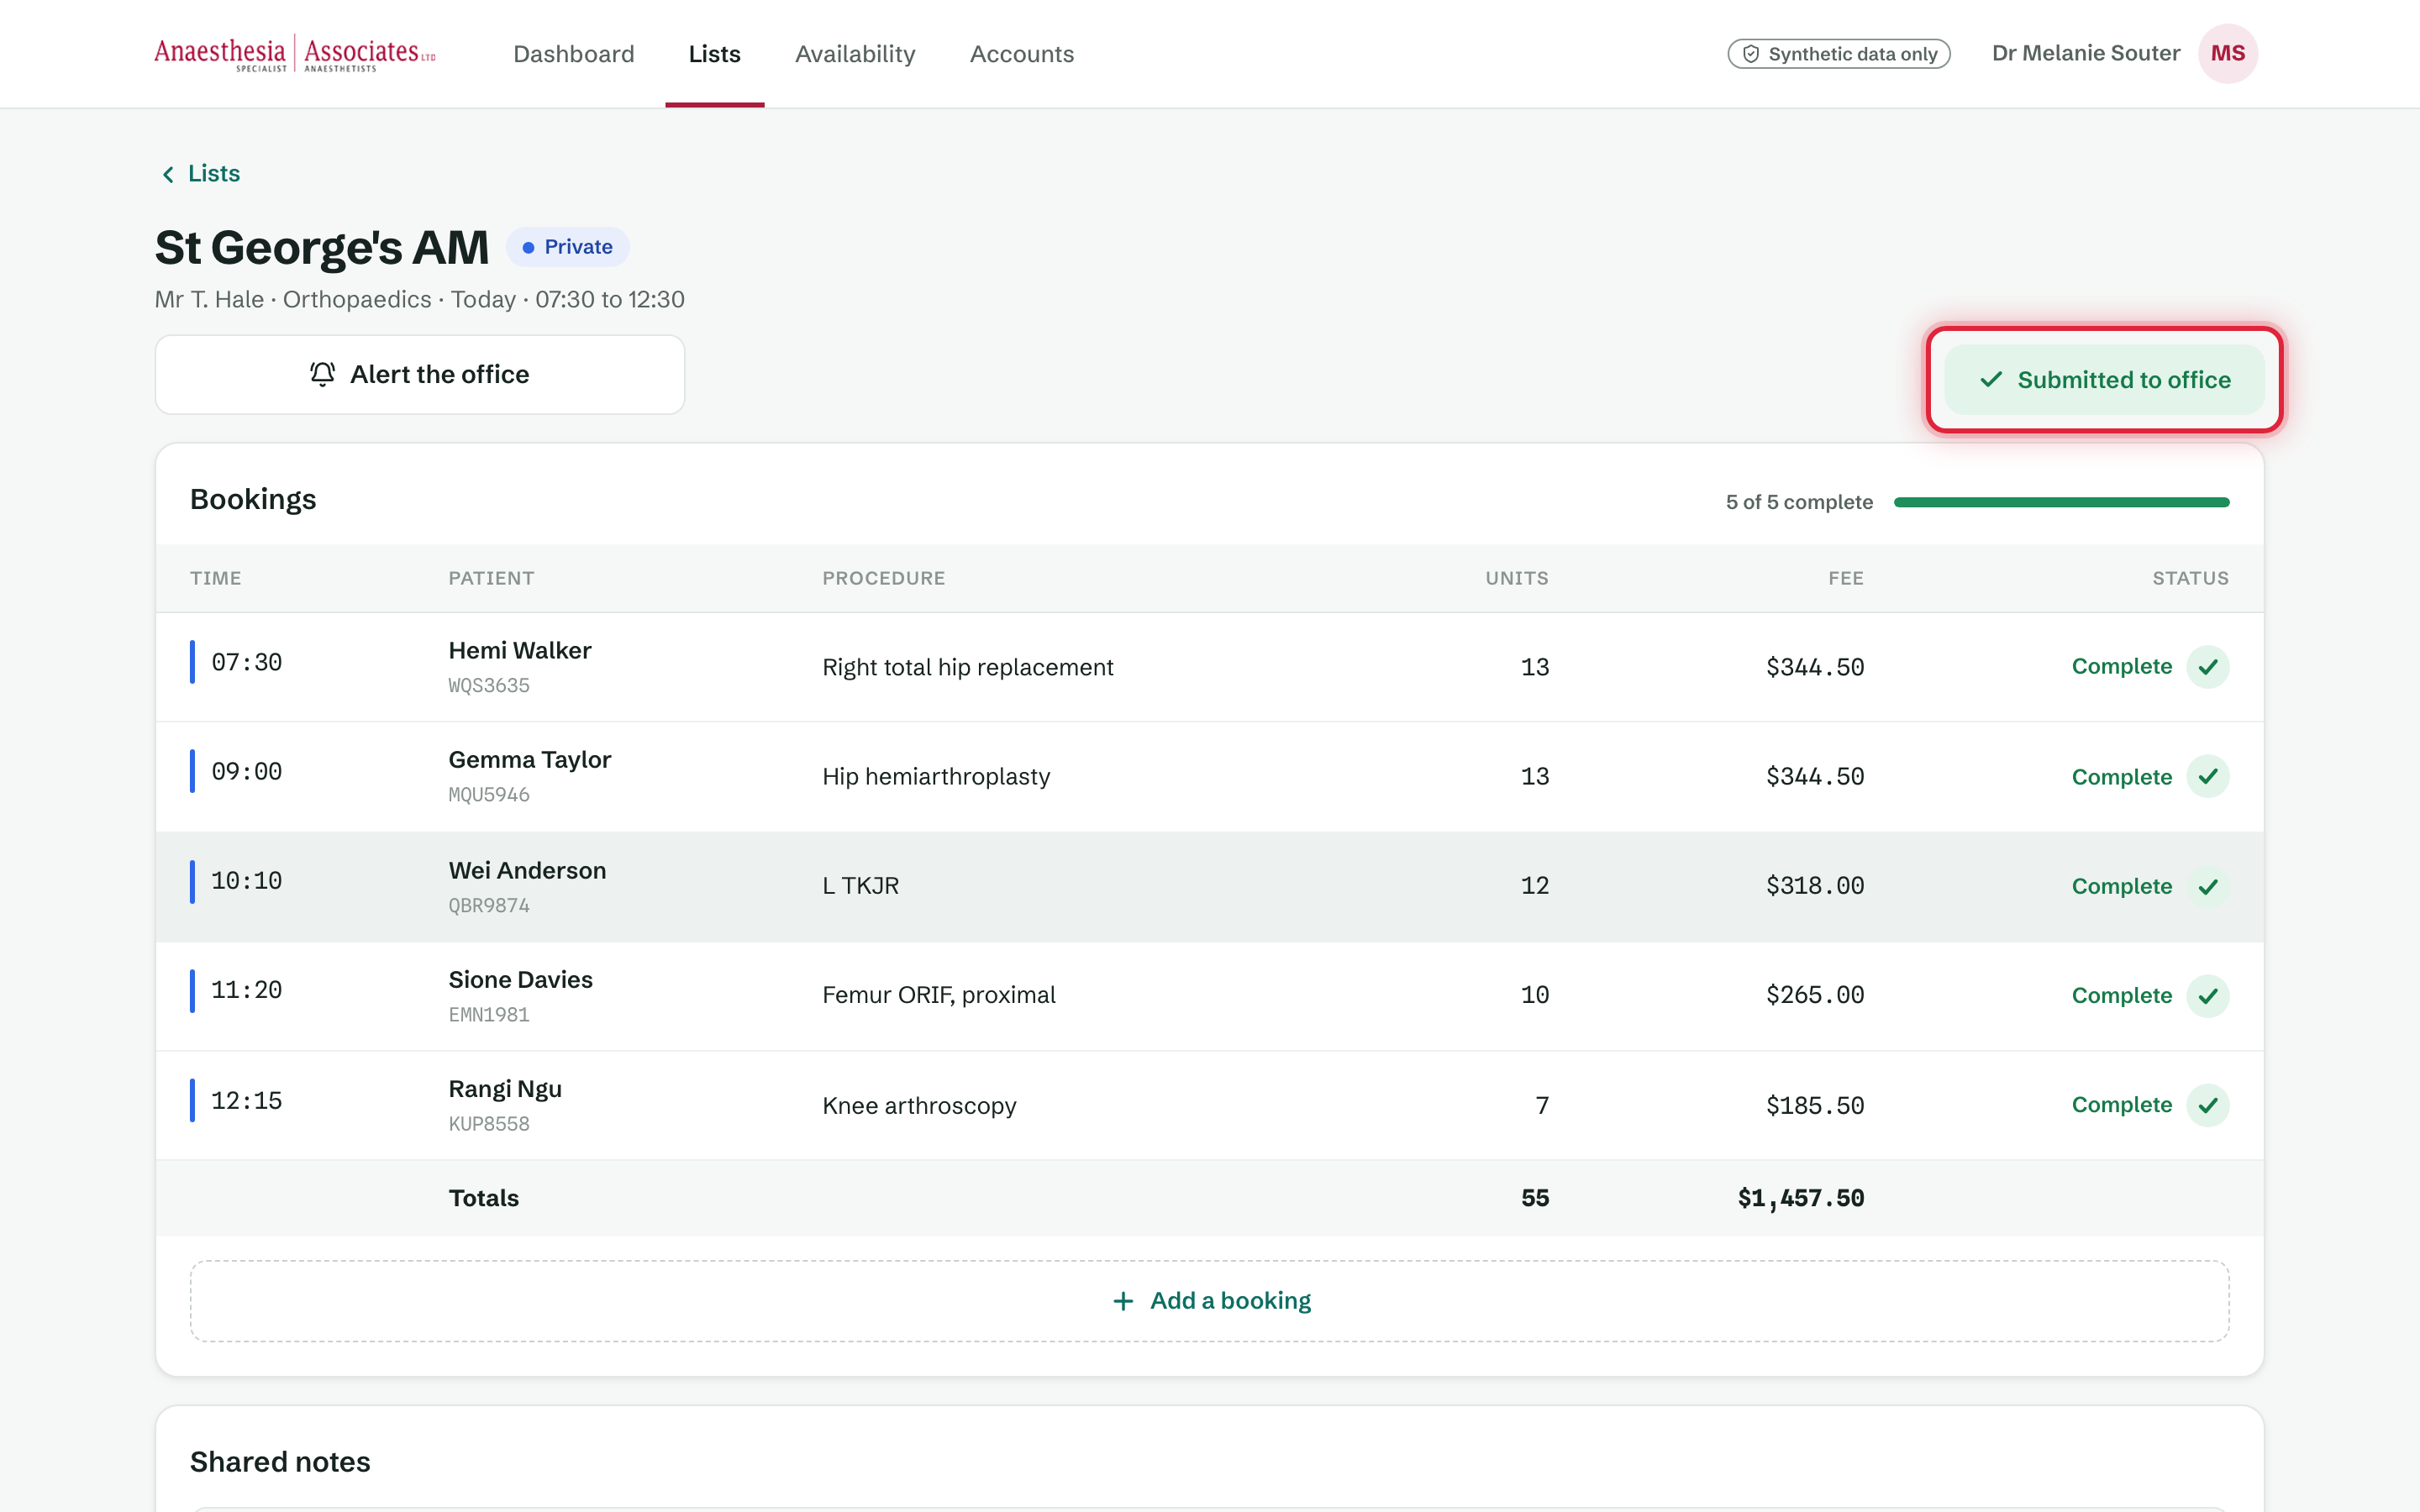 Anaesthesia Associates LTD
SPECIALIST ANAESTHETISTS
Dashboard
Lists
Availability
Accounts
Synthetic data only
Dr Melanie Souter
MS
Lists
St George's AM
Private
Mr T. Hale · Orthopaedics · Today · 07:30 to 12:30
Alert the office
Submitted to office
Bookings
5 of 5 complete
TIME PATIENT PROCEDURE UNITS FEE STATUS
07:30 Hemi Walker Right total hip replacement 13 $344.50 Complete
WQS3635
09:00 Gemma Taylor Hip hemiarthroplasty 13 $344.50 Complete
MQU5946
10:10 Wei Anderson L TKJR 12 $318.00 Complete
QBR9874
11:20 Sione Davies Femur ORIF, proximal 10 $265.00 Complete
EMN1981
12:15 Rangi Ngu Knee arthroscopy 7 $185.50 Complete
KUP8558
Totals 55 $1,457.50
Add a booking
Shared notes